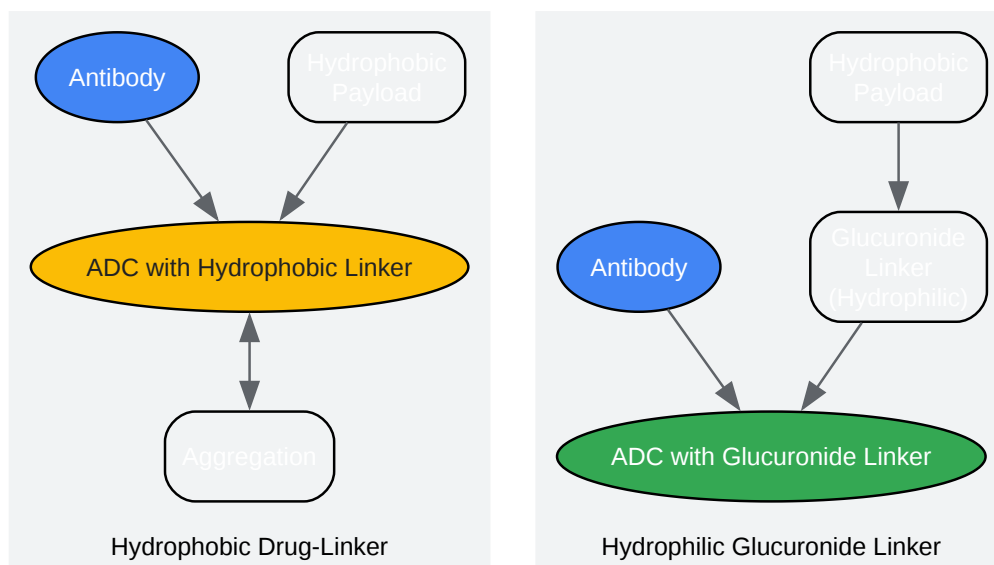 Antibody
Hydrophobic
Payload
ADC with Hydrophobic Linker
Aggregation
Hydrophobic Drug-Linker
Hydrophobic
Payload
Antibody
Glucuronide
Linker
(Hydrophilic)
ADC with Glucuronide Linker
Hydrophilic Glucuronide Linker